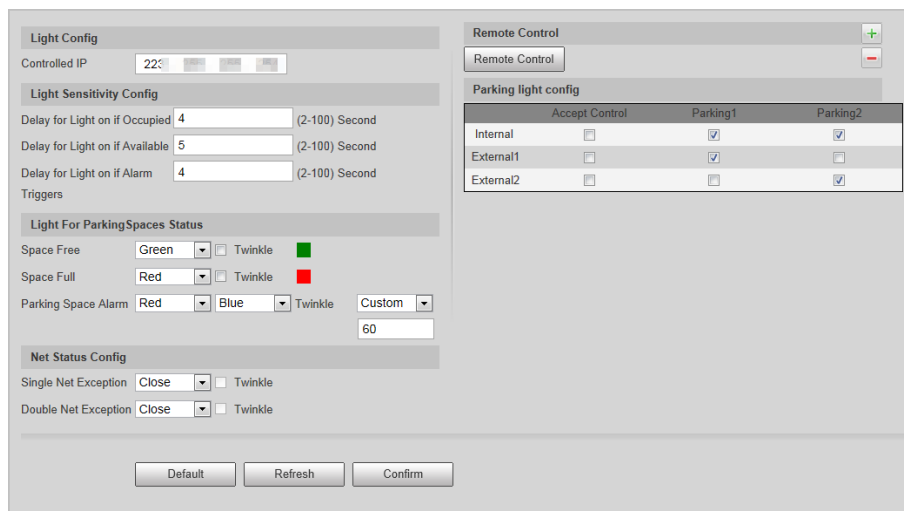 Light Config
Controlled IP
Light Sensitivity Config
Delay for Light on if Occupied 4 (2-100) Second
Delay for Light on if Available 5 (2-100) Second
Delay for Light on if Alarm 4 (2-100) Second
Triggers
Light For ParkingSpaces Status
Space Free Green Twinkle
Space Full Red Twinkle
Parking Space Alarm Red Blue Twinkle Custom
60
Net Status Config
Single Net Exception Close Twinkle
Double Net Exception Close Twinkle
Default Refresh Confirm
Remote Control
Remote Control
Parking light config
Accept Control Parking1 Parking2
Internal
External1
External2